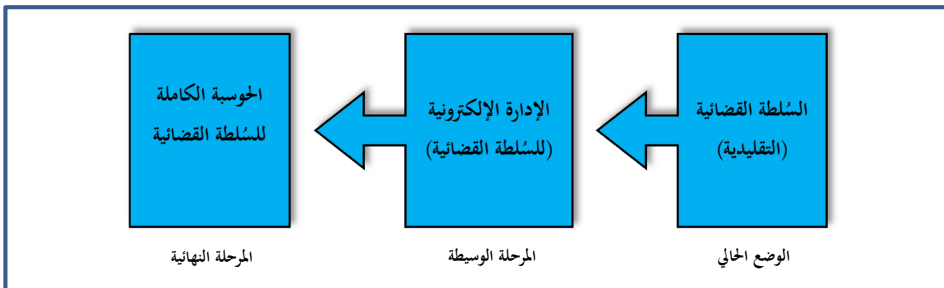 السُلطة القضائية
(التقليدية)
الإدارة الإلكترونية
(للسُلطة القضائية)
الحوسبة الكاملة
للسُلطة القضائية
الوضع الحالي
المرحلة الوسيطة
المرحلة النهائية